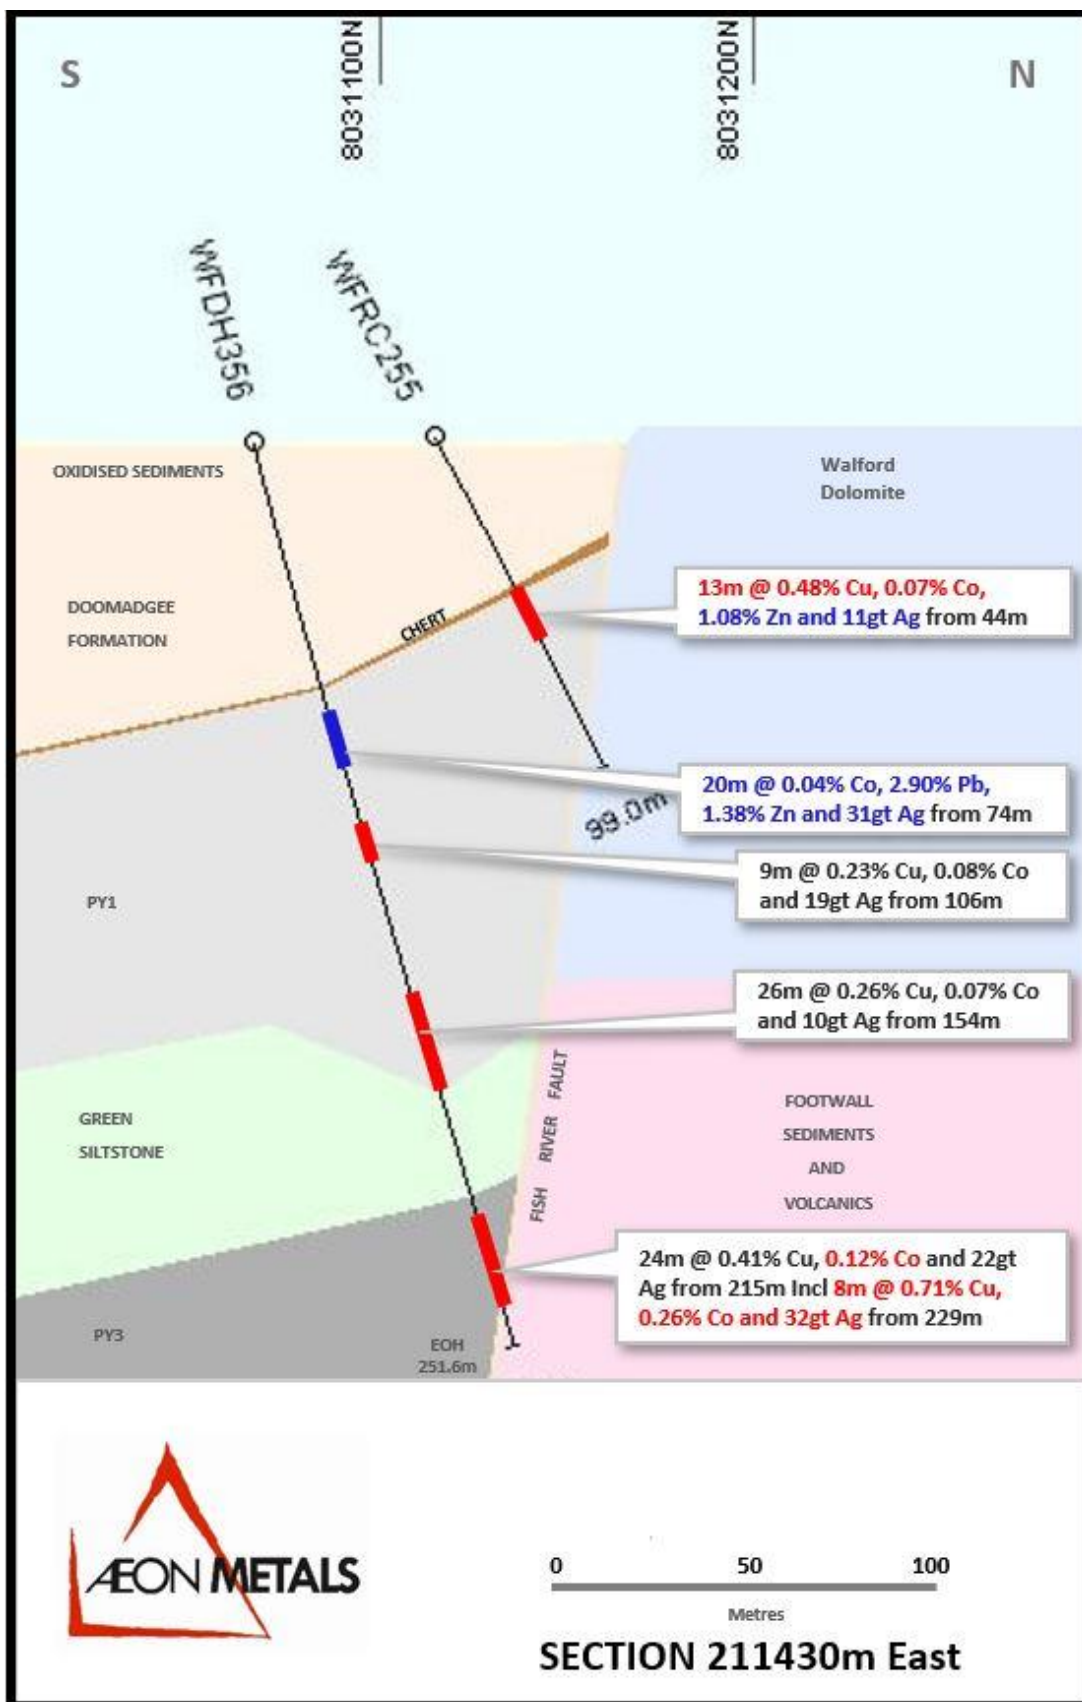 S
8031100N
8031200N
N
WFDH356
WFRC255
OXIDISED SEDIMENTS
Walford
Dolomite
DOOMADGEE
FORMATION
CHERT
13m @ 0.48% Cu, 0.07% Co,
1.08% Zn and 11gt Ag from 44m
20m @ 0.04% Co, 2.90% Pb,
1.38% Zn and 31gt Ag from 74m
99.0m
9m @ 0.23% Cu, 0.08% Co
and 19gt Ag from 106m
PY1
26m @ 0.26% Cu, 0.07% Co
and 10gt Ag from 154m
FISH RIVER FAULT
GREEN
SILTSTONE
FOOTWALL
SEDIMENTS
AND
VOLCANICS
24m @ 0.41% Cu, 0.12% Co and 22gt
Ag from 215m Incl 8m @ 0.71% Cu,
0.26% Co and 32gt Ag from 229m
PY3
EOH
251.6m
ÆON METALS
0 50 100
Metres
SECTION 211430m East